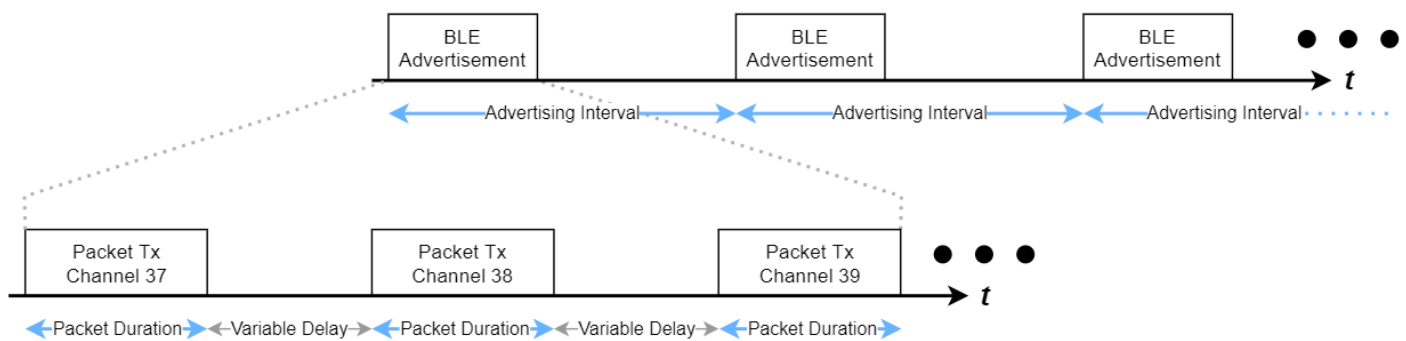 BLE
Advertisement
BLE
Advertisement
BLE
Advertisement
t
Advertising Interval
Advertising Interval
Advertising Interval
Packet Tx
Channel 37
Packet Tx
Channel 38
Packet Tx
Channel 39
t
Packet Duration
Variable Delay
Packet Duration
Variable Delay
Packet Duration